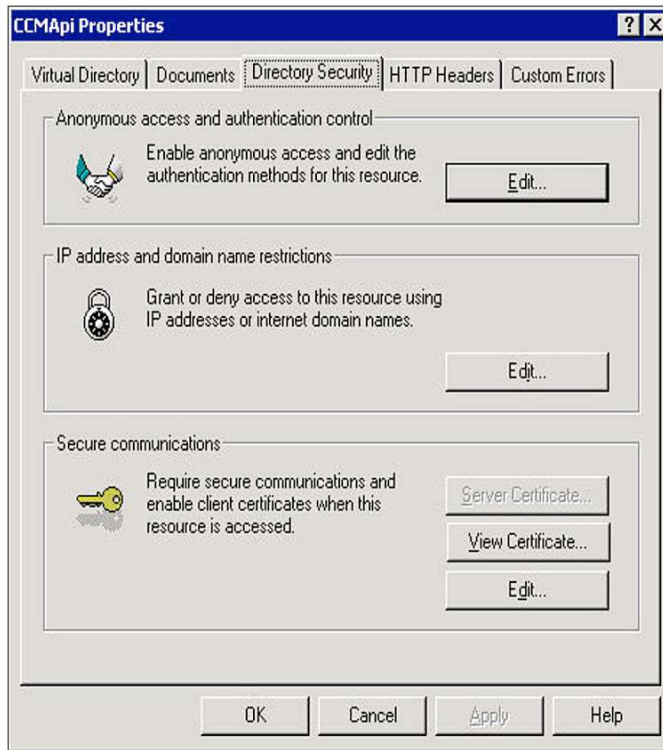 CCMApi Properties
Virtual Directory Documents Directory Security HTTP Headers Custom Errors
Anonymous access and authentication control
Enable anonymous access and edit the
authentication methods for this resource.
Edit...
IP address and domain name restrictions
Grant or deny access to this resource using
IP addresses or internet domain names.
Edit...
Secure communications
Require secure communications and
enable client certificates when this
resource is accessed.
Server Certificate...
View Certificate...
Edit...
OK Cancel Apply Help